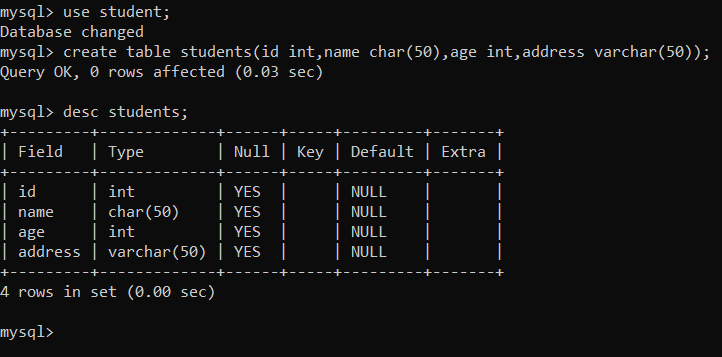 mysql> use student;
Database changed
mysql> create table students(id int,name char(50),age int,address varchar(50));
Query OK, 0 rows affected (0.03 sec)

mysql> desc students;
+---------+-------------+------+-----+---------+-------+
| Field   | Type        | Null | Key | Default | Extra |
+---------+-------------+------+-----+---------+-------+
| id      | int         | YES  |     | NULL    |       |
| name    | char(50)    | YES  |     | NULL    |       |
| age     | int         | YES  |     | NULL    |       |
| address | varchar(50) | YES  |     | NULL    |       |
+---------+-------------+------+-----+---------+-------+
4 rows in set (0.00 sec)

mysql>